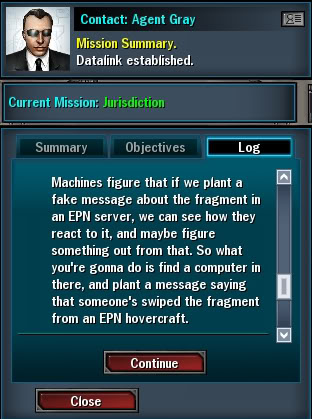 Contact: Agent Gray
Mission Summary.
Datalink established.
Current Mission: Jurisdiction
Summary
Objectives
Log
Machines figure that if we plant a
fake message about the fragment in
an EPN server, we can see how they
react to it, and maybe figure
something out from that. So what
you're gonna do is find a computer in
there, and plant a message saying
that someone's swiped the fragment
from an EPN hovercraft.
Continue
Close